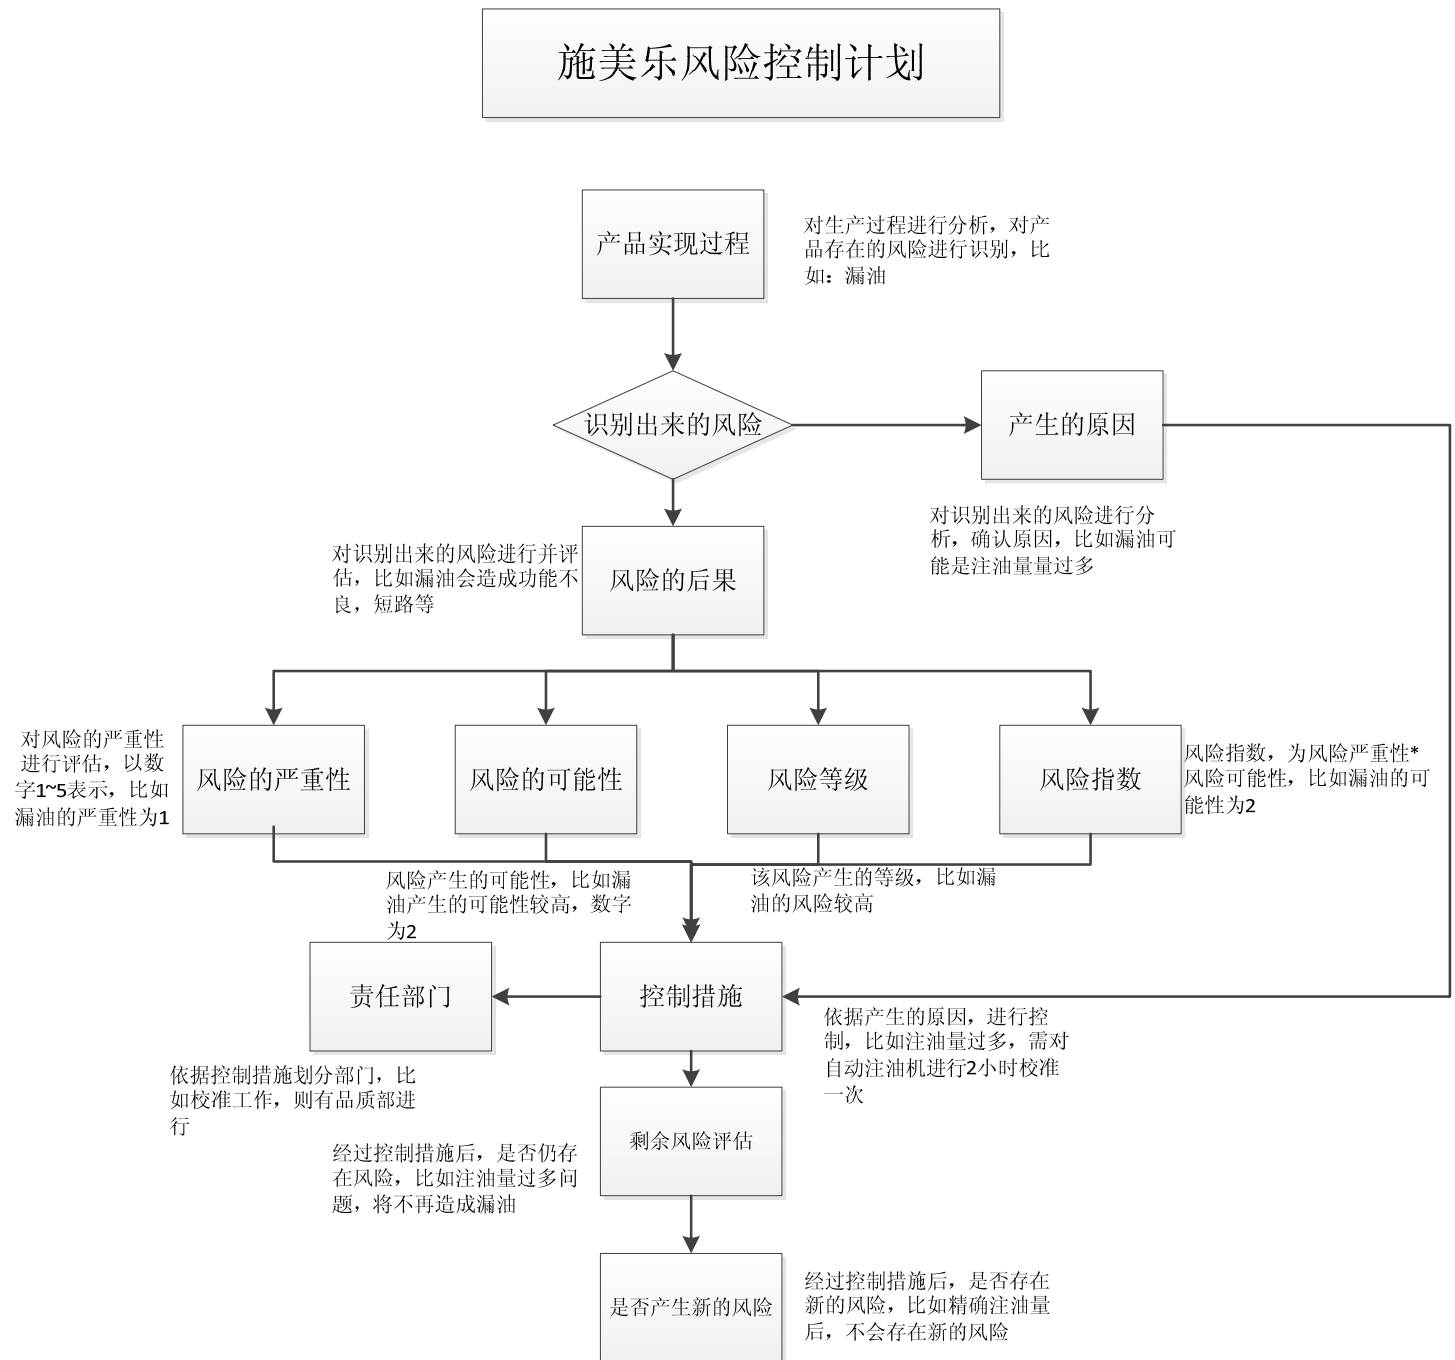 施美乐风险控制计划
产品实现过程
对生产过程进行分析，对产
品存在的风险进行识别，比
如：漏油
识别出来的风险
产生的原因
对识别出来的风险进行分
析，确认原因，比如漏油可
能是注油量量过多
对识别出来的风险进行并评
估，比如漏油会造成功能不
良，短路等
风险的后果
对风险的严重性
进行评估，以数
字1~5表示，比如
漏油的严重性为1
风险的严重性
风险的可能性
风险等级
风险指数
风险指数，为风险严重性*
风险可能性，比如漏油的可
能性为2
风险产生的可能性，比如漏
油产生的可能性较高，数字
为2
该风险产生的等级，比如漏
油的风险较高
责任部门
控制措施
依据产生的原因，进行控
制，比如注油量过多，需对
自动注油机进行2小时校准
一次
依据控制措施划分部门，比
如校准工作，则有品质部进
行
剩余风险评估
经过控制措施后，是否仍存
在风险，比如注油量过多问
题，将不再造成漏油
是否产生新的风险
经过控制措施后，是否存在
新的风险，比如精确注油量
后，不会存在新的风险